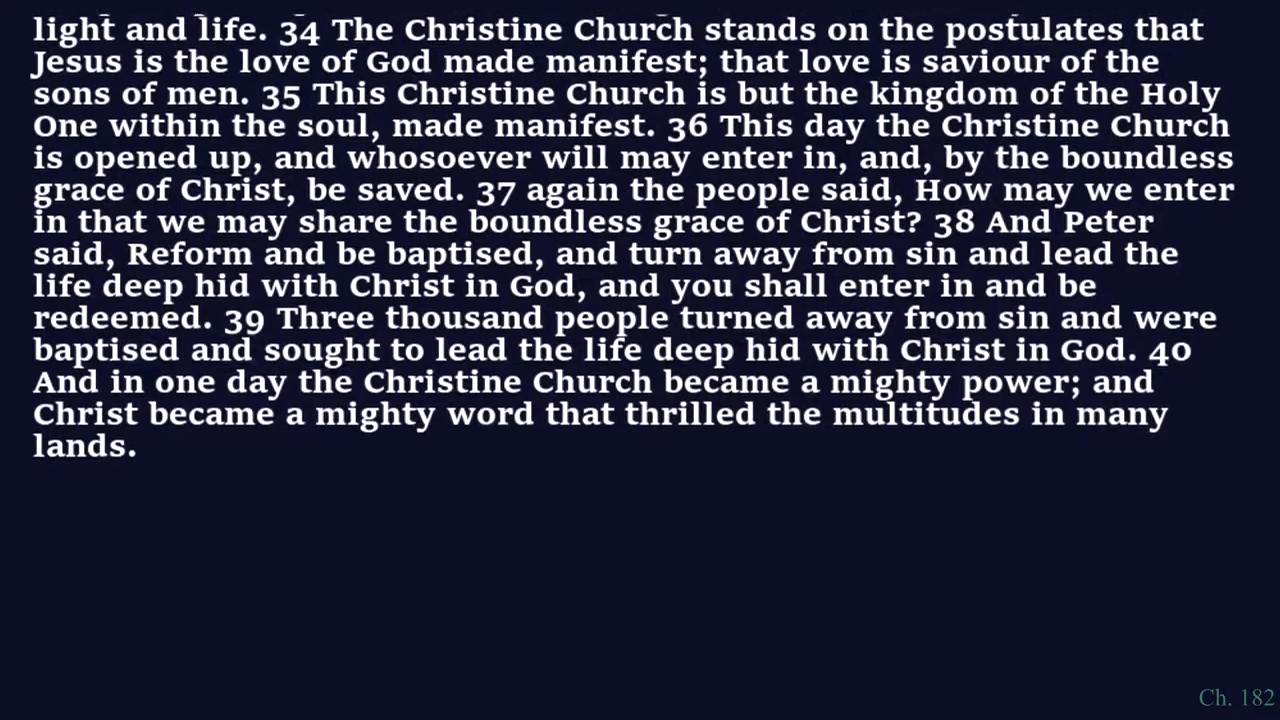 light and life. 34 The Christine Church stands on the postulates that
Jesus is the love of God made manifest; that love is saviour of the
sons of men. 35 This Christine Church is but the kingdom of the Holy
One within the soul, made manifest. 36 This day the Christine Church
is opened up, and whosoever will may enter in, and, by the boundless
grace of Christ, be saved. 37 again the people said, How may we enter
in that we may share the boundless grace of Christ? 38 And Peter
said, Reform and be baptised, and turn away from sin and lead the
life deep hid with Christ in God, and you shall enter in and be
redeemed. 39 Three thousand people turned away from sin and were
baptised and sought to lead the life deep hid with Christ in God. 40
And in one day the Christine Church became a mighty power; and
Christ became a mighty word that thrilled the multitudes in many
lands.
Ch. 182